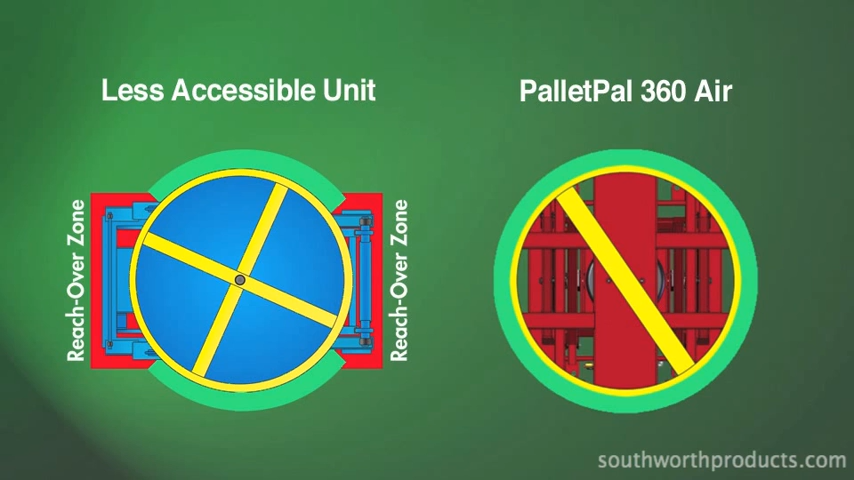 Less Accessible Unit
PalletPal 360 Air
Reach-Over Zone
Reach-Over Zone
southworthproducts.com